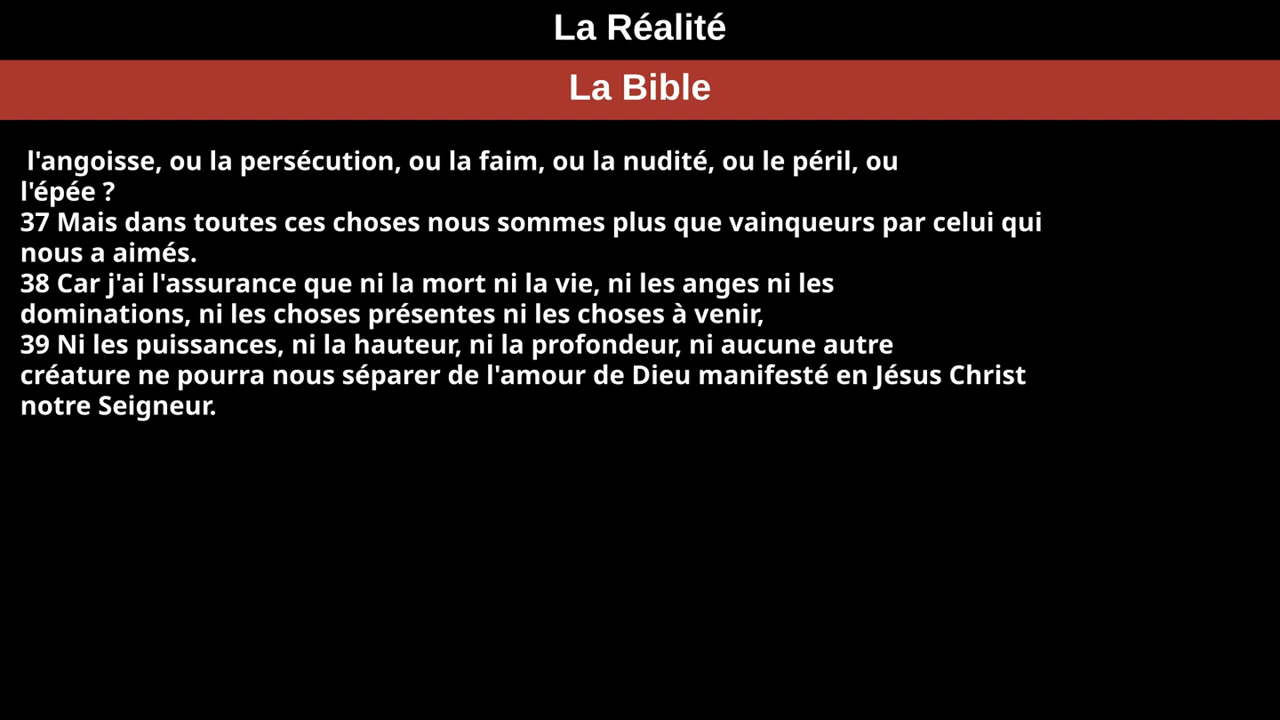 La Réalité
La Bible
l'angoisse, ou la persécution, ou la faim, ou la nudité, ou le péril, ou
l'épée ?
37 Mais dans toutes ces choses nous sommes plus que vainqueurs par celui qui
nous a aimés.
38 Car j'ai l'assurance que ni la mort ni la vie, ni les anges ni les
dominations, ni les choses présentes ni les choses à venir,
39 Ni les puissances, ni la hauteur, ni la profondeur, ni aucune autre
créature ne pourra nous séparer de l'amour de Dieu manifesté en Jésus Christ
notre Seigneur.